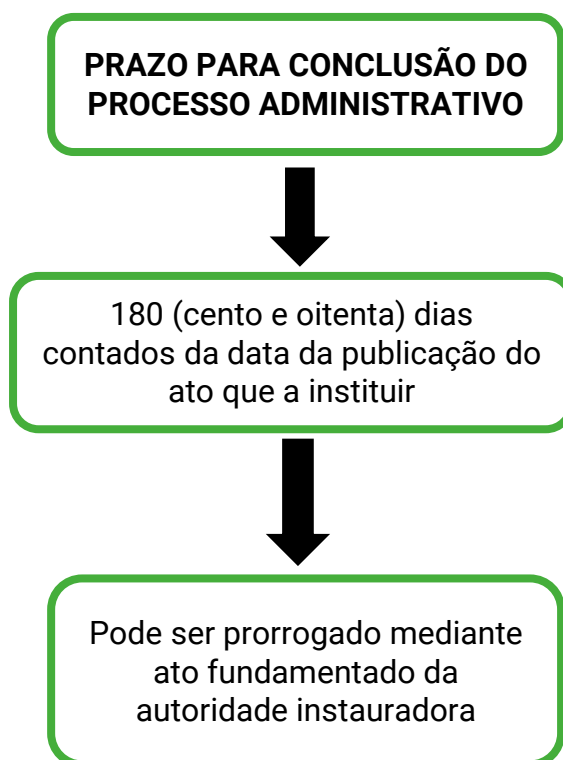 PRAZO PARA CONCLUSÃO DO
PROCESSO ADMINISTRATIVO
180 (cento e oitenta) dias
contados da data da publicação do
ato que a instituir
Pode ser prorrogado mediante
ato fundamentado da
autoridade instauradora